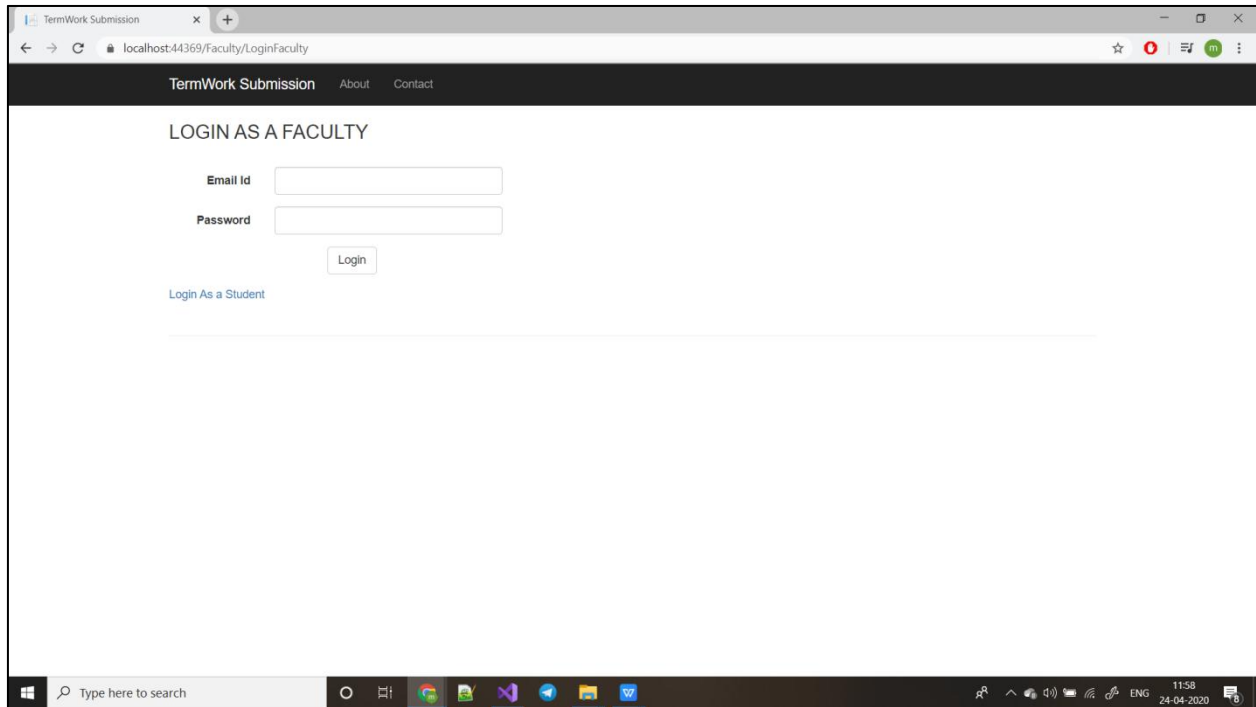 TermWork Submission
localhost:44369/Faculty/LoginFaculty
m
TermWork Submission About Contact
LOGIN AS A FACULTY
Email Id
Password
Login
Login As a Student
Type here to search
W
ENG
11:58
24-04-2020
8